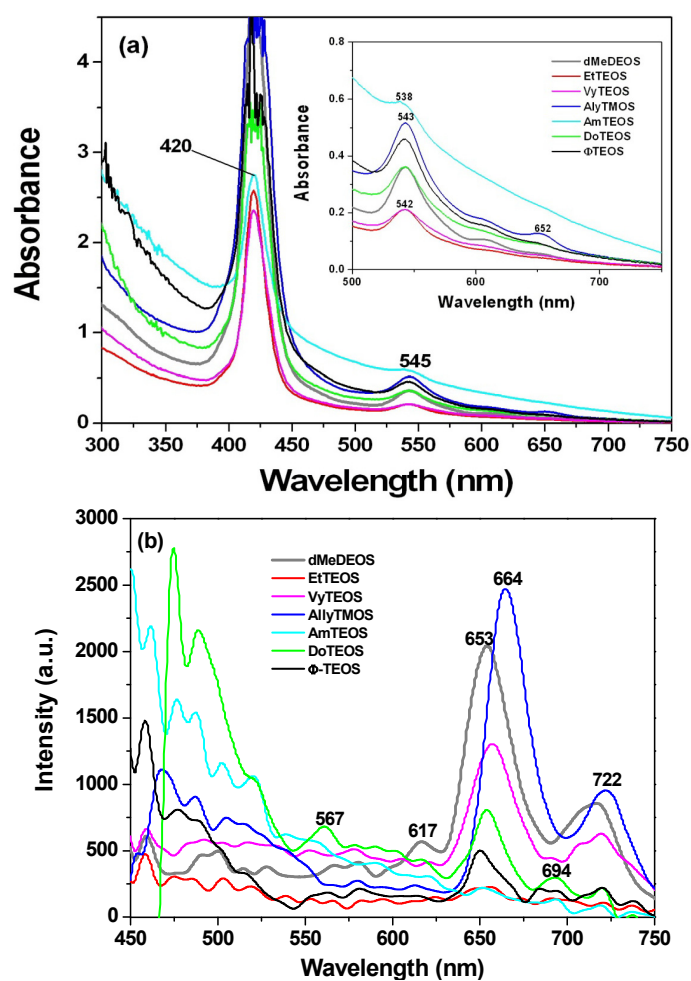 (a)
420
545
Absorbance
4
3
2
1
0
300 350 400 450 500 550 600 650 700 750
Wavelength (nm)
0.8
0.6
0.4
0.2
0.0
Absorbance
538
543
542
652
dMeDEOS
EtTEOS
VyTEOS
AlyTMOS
AmTEOS
DoTEOS
ΦTEOS
500 600 700
Wavelength (nm)
(b)
3000
2500
2000
1500
1000
500
0
Intensity (a.u.)
dMeDEOS
EtTEOS
VyTEOS
AllyTMOS
AmTEOS
DoTEOS
Φ-TEOS
664
653
722
567
617
694
450 500 550 600 650 700 750
Wavelength (nm)